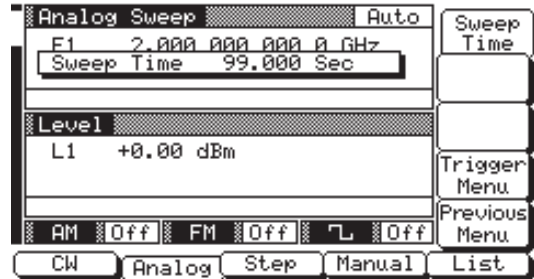 Analog Sweep Auto
F1 2.000 000 000 0 GHz
Sweep Time 99.000 Sec
Level
L1 +0.00 dBm
AM Off FM Off Off
CW Analog Step Manual List
Sweep
Time
Trigger
Menu
Previous
Menu